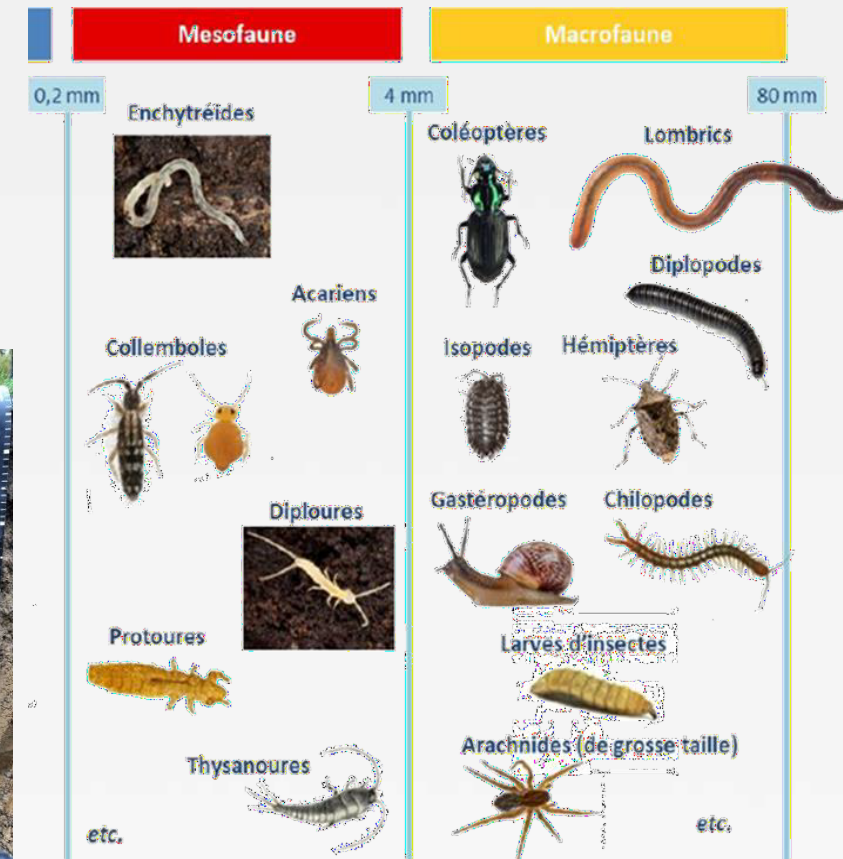 Mesofaune
Macrofaune
0,2 mm
4 mm
80 mm
Enchytréides
Acariens
Collemboles
Diploures
Protoures
Thysanoures
etc.
Coléoptères
Lombrics
Diplopodes
Isopodes
Hémiptères
Gastéropodes
Chilopodes
Larves d'insectes
Arachnides (de grosse taille)
etc.